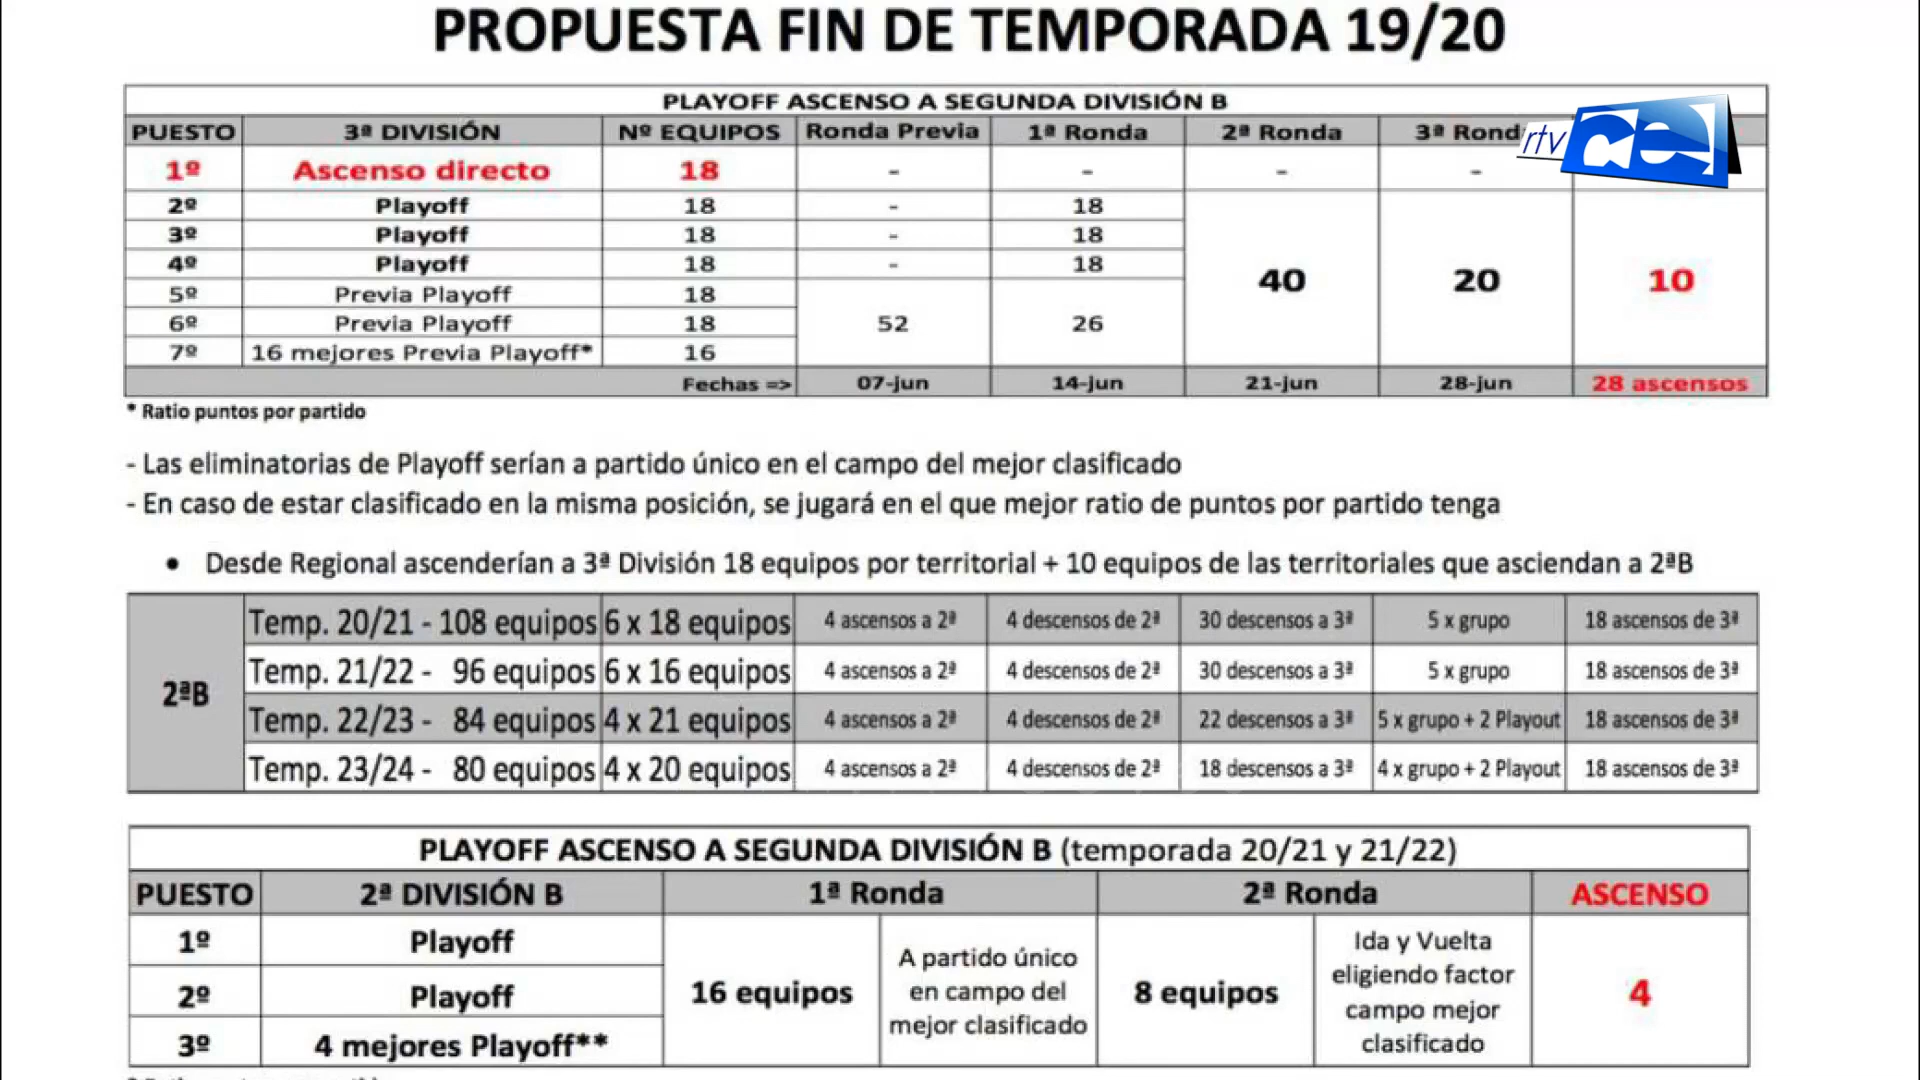 PROPUESTA FIN DE TEMPORADA 19/20
PLAYOFF ASCENSO A SEGUNDA DIVISIÓN B
PUESTO 3ª DIVISIÓN Nº EQUIPOS Ronda Previa 1ª Ronda 2ª Ronda 3ª Rond
rtv ce
1º Ascenso directo 18 - - - -
2º Playoff 18 - 18
3º Playoff 18 - 18
4º Playoff 18 - 18
40 20 10
5º Previa Playoff 18
6º Previa Playoff 18 52 26
7º 16 mejores Previa Playoff* 16
Fechas => 07-jun 14-jun 21-jun 28-jun 28 ascensos
* Ratio puntos por partido
- Las eliminatorias de Playoff serían a partido único en el campo del mejor clasificado
- En caso de estar clasificado en la misma posición, se jugará en el que mejor ratio de puntos por partido tenga
• Desde Regional ascenderían a 3ª División 18 equipos por territorial + 10 equipos de las territoriales que asciendan a 2ªB
2ªB
Temp. 20/21 - 108 equipos 6 x 18 equipos 4 ascensos a 2ª 4 descensos de 2ª 30 descensos a 3ª 5 x grupo 18 ascensos de 3ª
Temp. 21/22 - 96 equipos 6 x 16 equipos 4 ascensos a 2ª 4 descensos de 2ª 30 descensos a 3ª 5 x grupo 18 ascensos de 3ª
Temp. 22/23 - 84 equipos 4 x 21 equipos 4 ascensos a 2ª 4 descensos de 2ª 22 descensos a 3ª 5 x grupo + 2 Playout 18 ascensos de 3ª
Temp. 23/24 - 80 equipos 4 x 20 equipos 4 ascensos a 2ª 4 descensos de 2ª 18 descensos a 3ª 4 x grupo + 2 Playout 18 ascensos de 3ª
PLAYOFF ASCENSO A SEGUNDA DIVISIÓN B (temporada 20/21 y 21/22)
PUESTO 2ª DIVISIÓN B 1ª Ronda 2ª Ronda ASCENSO
1º Playoff
2º Playoff
3º 4 mejores Playoff**
16 equipos
A partido único
en campo del
mejor clasificado
8 equipos
Ida y Vuelta
eligiendo factor
campo mejor
clasificado
4